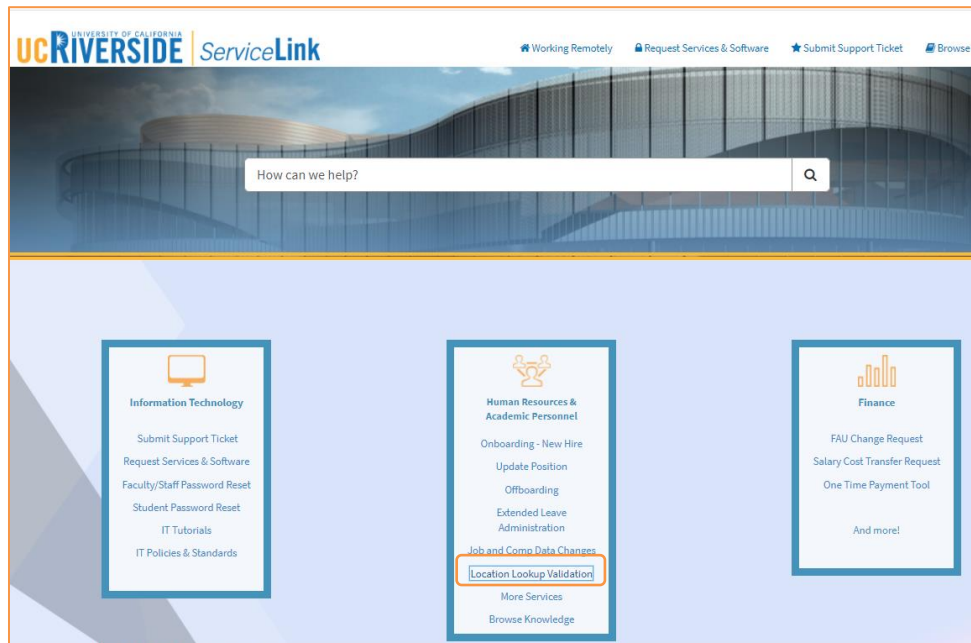 UNIVERSITY OF CALIFORNIA
UCRIVERSIDE ServiceLink
Working Remotely Request Services & Software Submit Support Ticket Browse
How can we help?
Information Technology
Submit Support Ticket
Request Services & Software
Faculty/Staff Password Reset
Student Password Reset
IT Tutorials
IT Policies & Standards
Human Resources &
Academic Personnel
Onboarding - New Hire
Update Position
Offboarding
Extended Leave
Administration
Job and Comp Data Changes
Location Lookup Validation
More Services
Browse Knowledge
Finance
FAU Change Request
Salary Cost Transfer Request
One Time Payment Tool
And more!